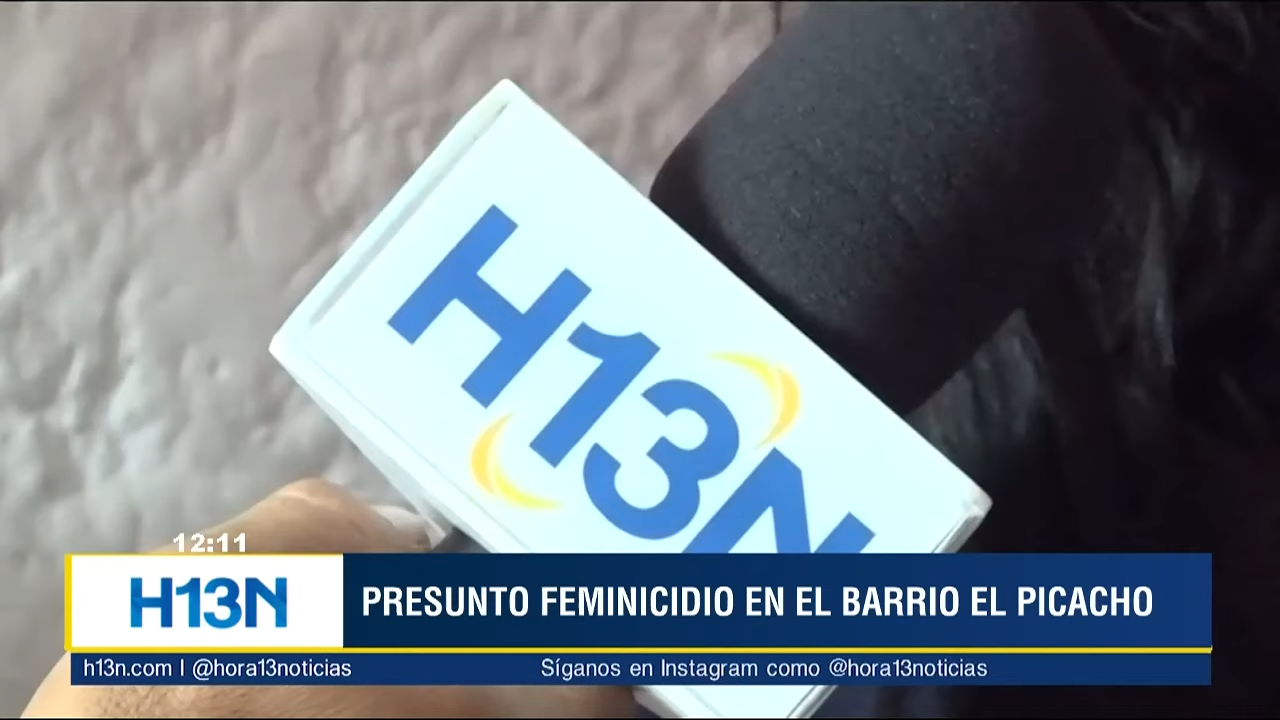 H13N
12:11
H13N
PRESUNTO FEMINICIDIO EN EL BARRIO EL PICACHO
h13n.com | @hora13noticias
Síganos en Instagram como @hora13noticias